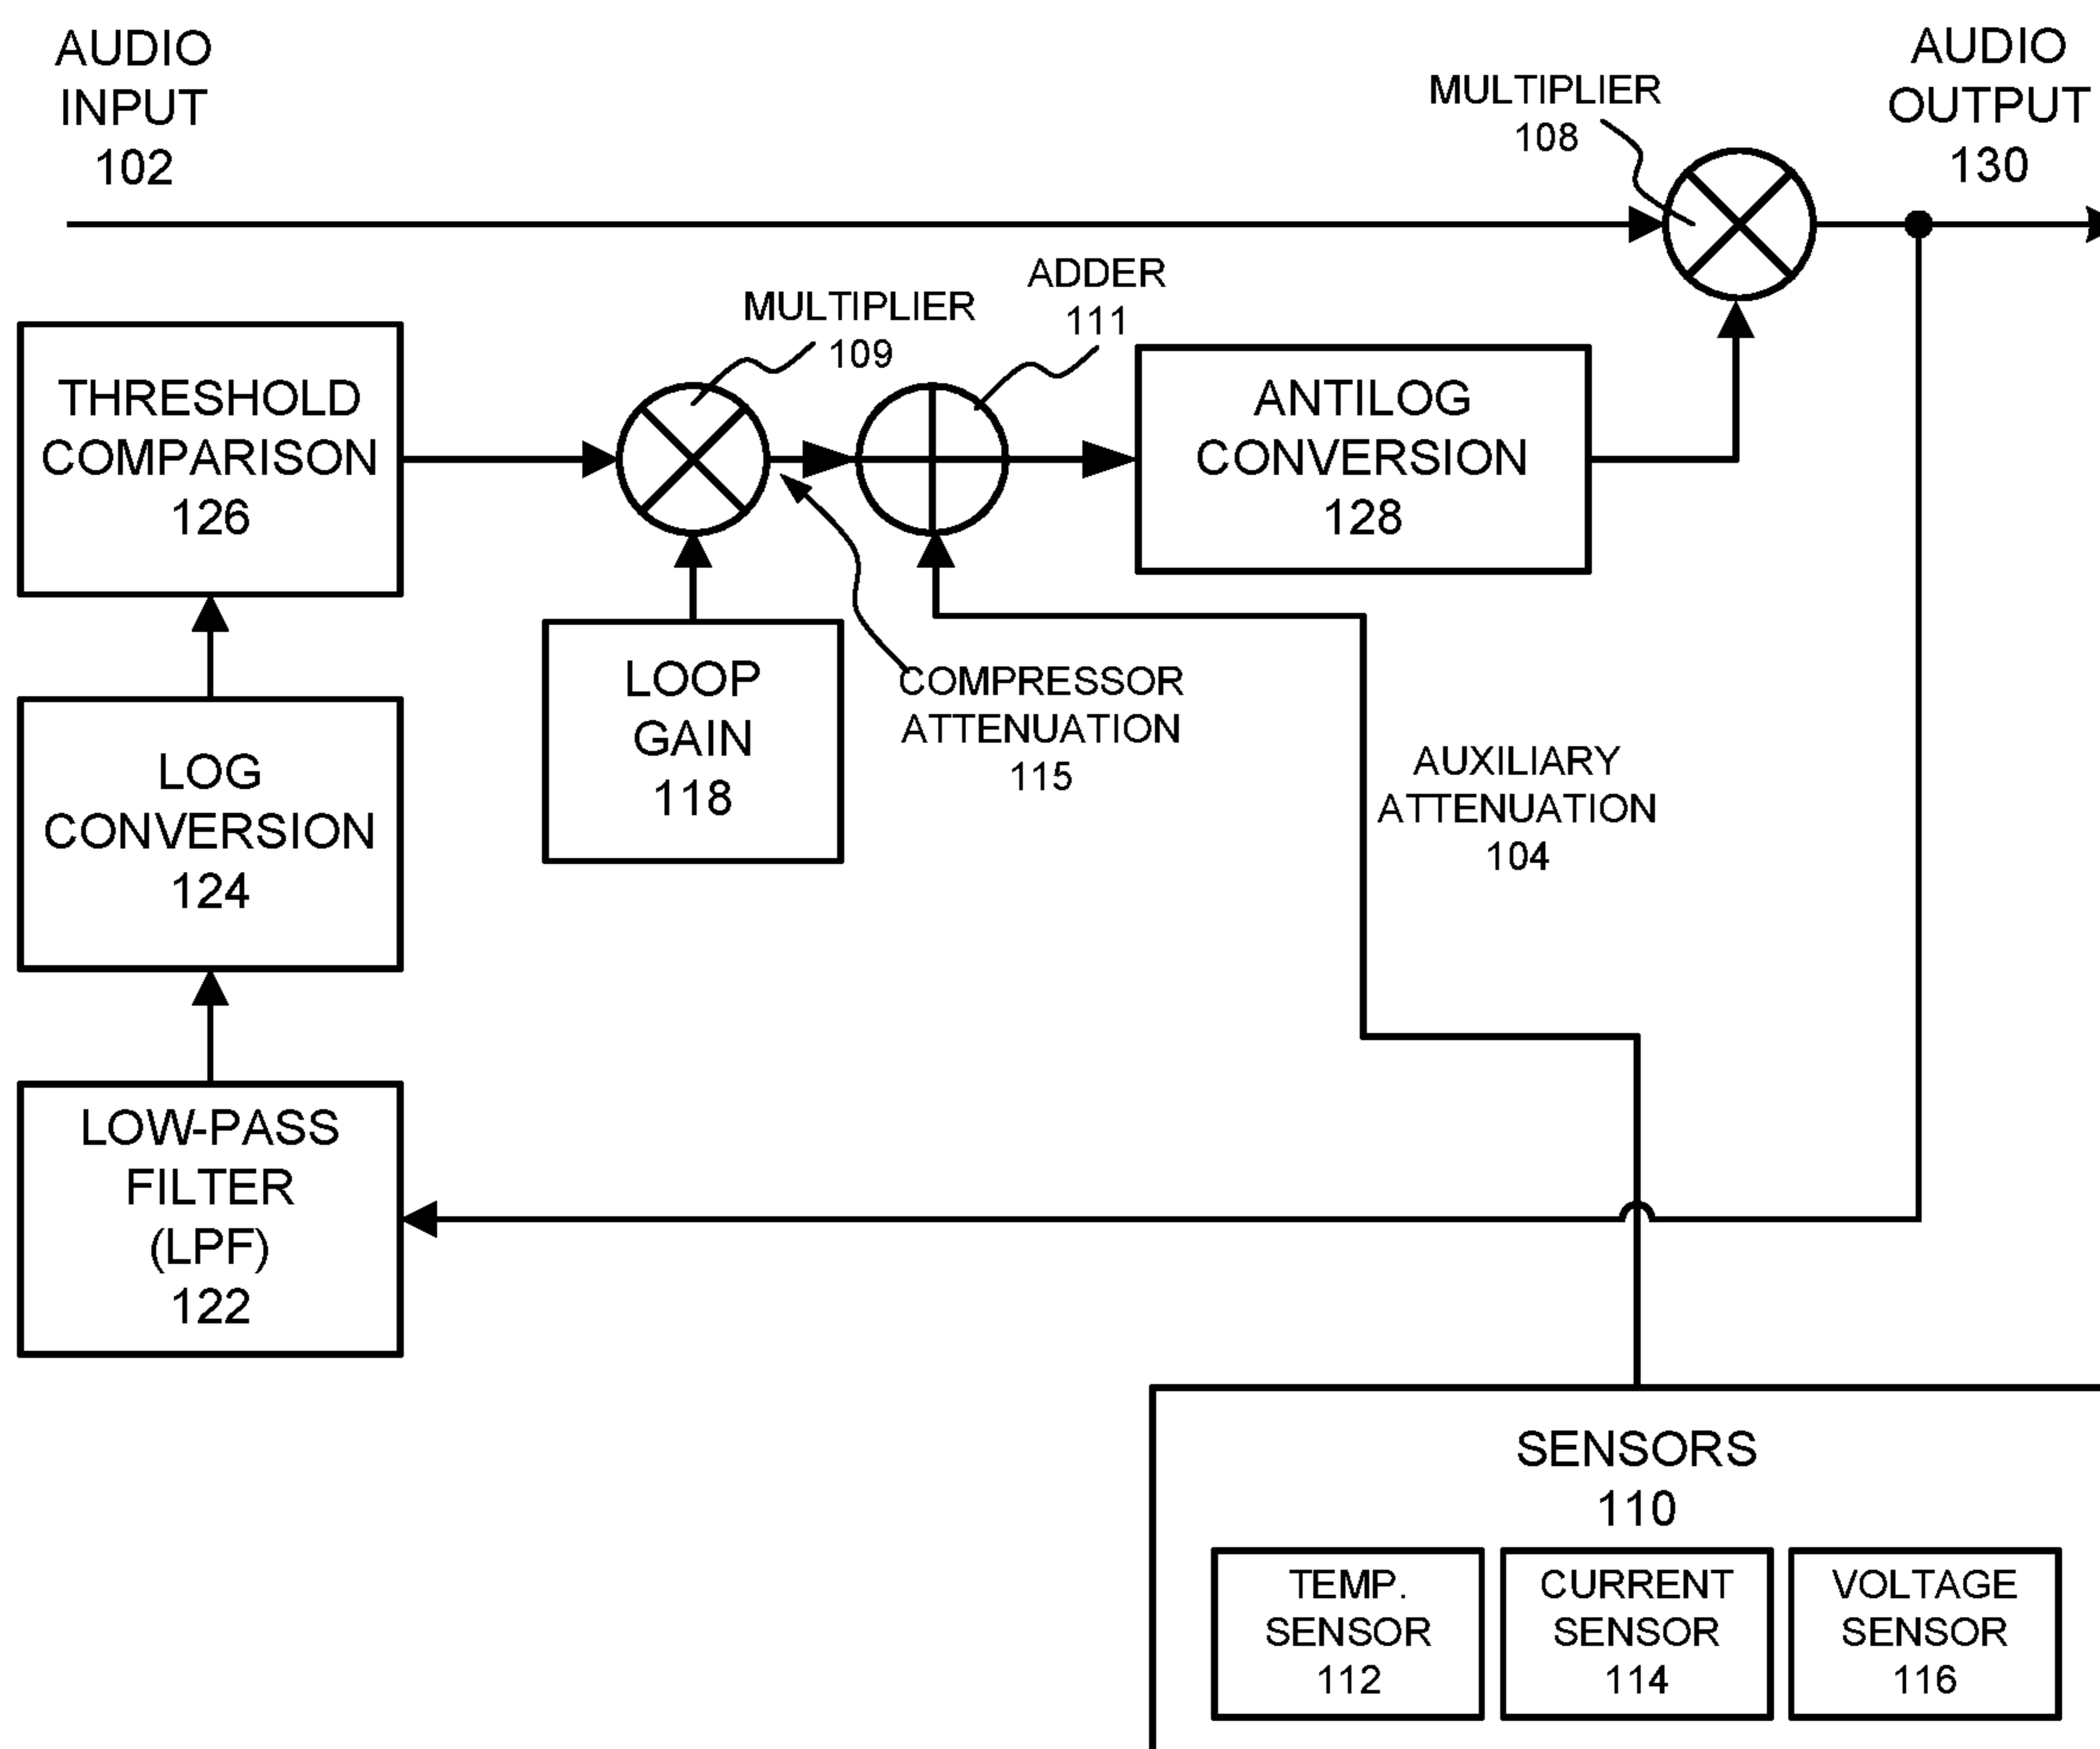 AUDIO
INPUT
102
MULTIPLIER
108
AUDIO
OUTPUT
130
ADDER
111
MULTIPLIER
109
THRESHOLD
COMPARISON
126
ANTILOG
CONVERSION
128
LOOP
GAIN
118
COMPRESSOR
ATTENUATION
115
LOG
CONVERSION
124
AUXILIARY
ATTENUATION
104
LOW-PASS
FILTER
(LPF)
122
SENSORS
110
TEMP.
SENSOR
112
CURRENT
SENSOR
114
VOLTAGE
SENSOR
116